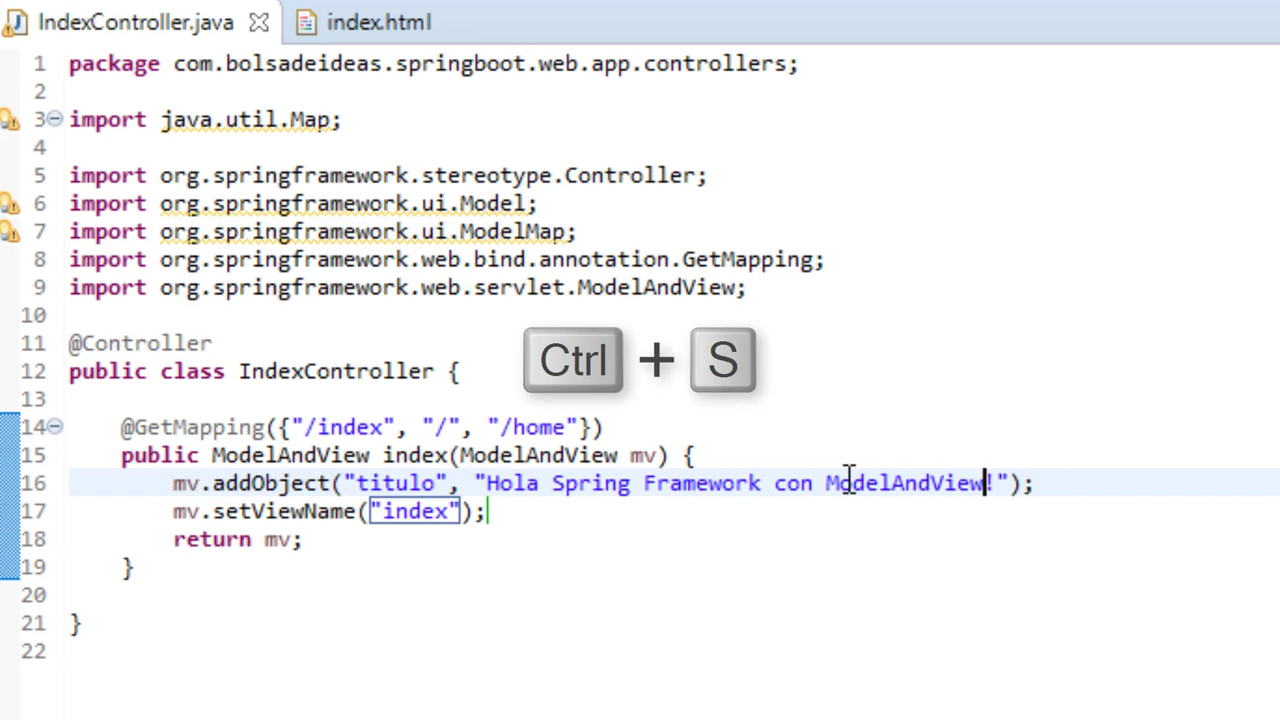 IndexController.java index.html
1 package com.bolsadeideas.springboot.web.app.controllers;
2
3 import java.util.Map;
4
5 import org.springframework.stereotype.Controller;
6 import org.springframework.ui.Model;
7 import org.springframework.ui.ModelMap;
8 import org.springframework.web.bind.annotation.GetMapping;
9 import org.springframework.web.servlet.ModelAndView;
10
11 @Controller
Ctrl + S
12 public class IndexController {
13
14 @GetMapping({"/index", "/", "/home"})
15 public ModelAndView index(ModelAndView mv) {
16 mv.addObject("titulo", "Hola Spring Framework con ModelAndView!");
17 mv.setViewName("index");
18 return mv;
19 }
20
21 }
22